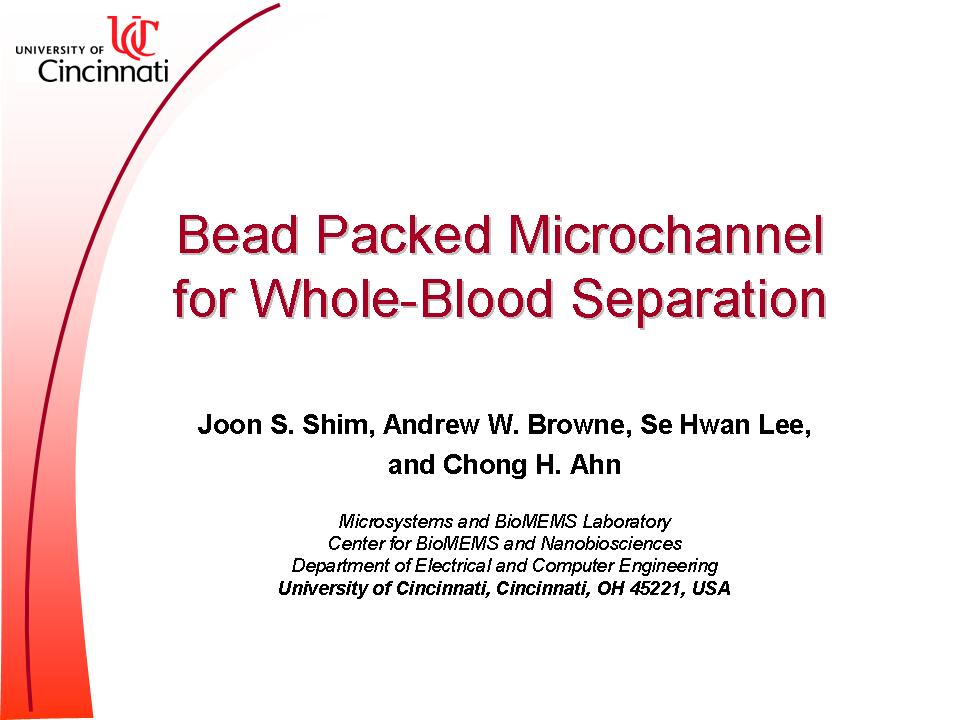 UNIVERSITY OF
Cincinnati
Bead Packed Microchannel
for Whole-Blood Separation
Joon S. Shim, Andrew W. Browne, Se Hwan Lee,
and Chong H. Ahn
Microsystems and BioMEMS Laboratory
Center for BioMEMS and Nanobiosciences
Department of Electrical and Computer Engineering
University of Cincinnati, Cincinnati, OH 45221, USA